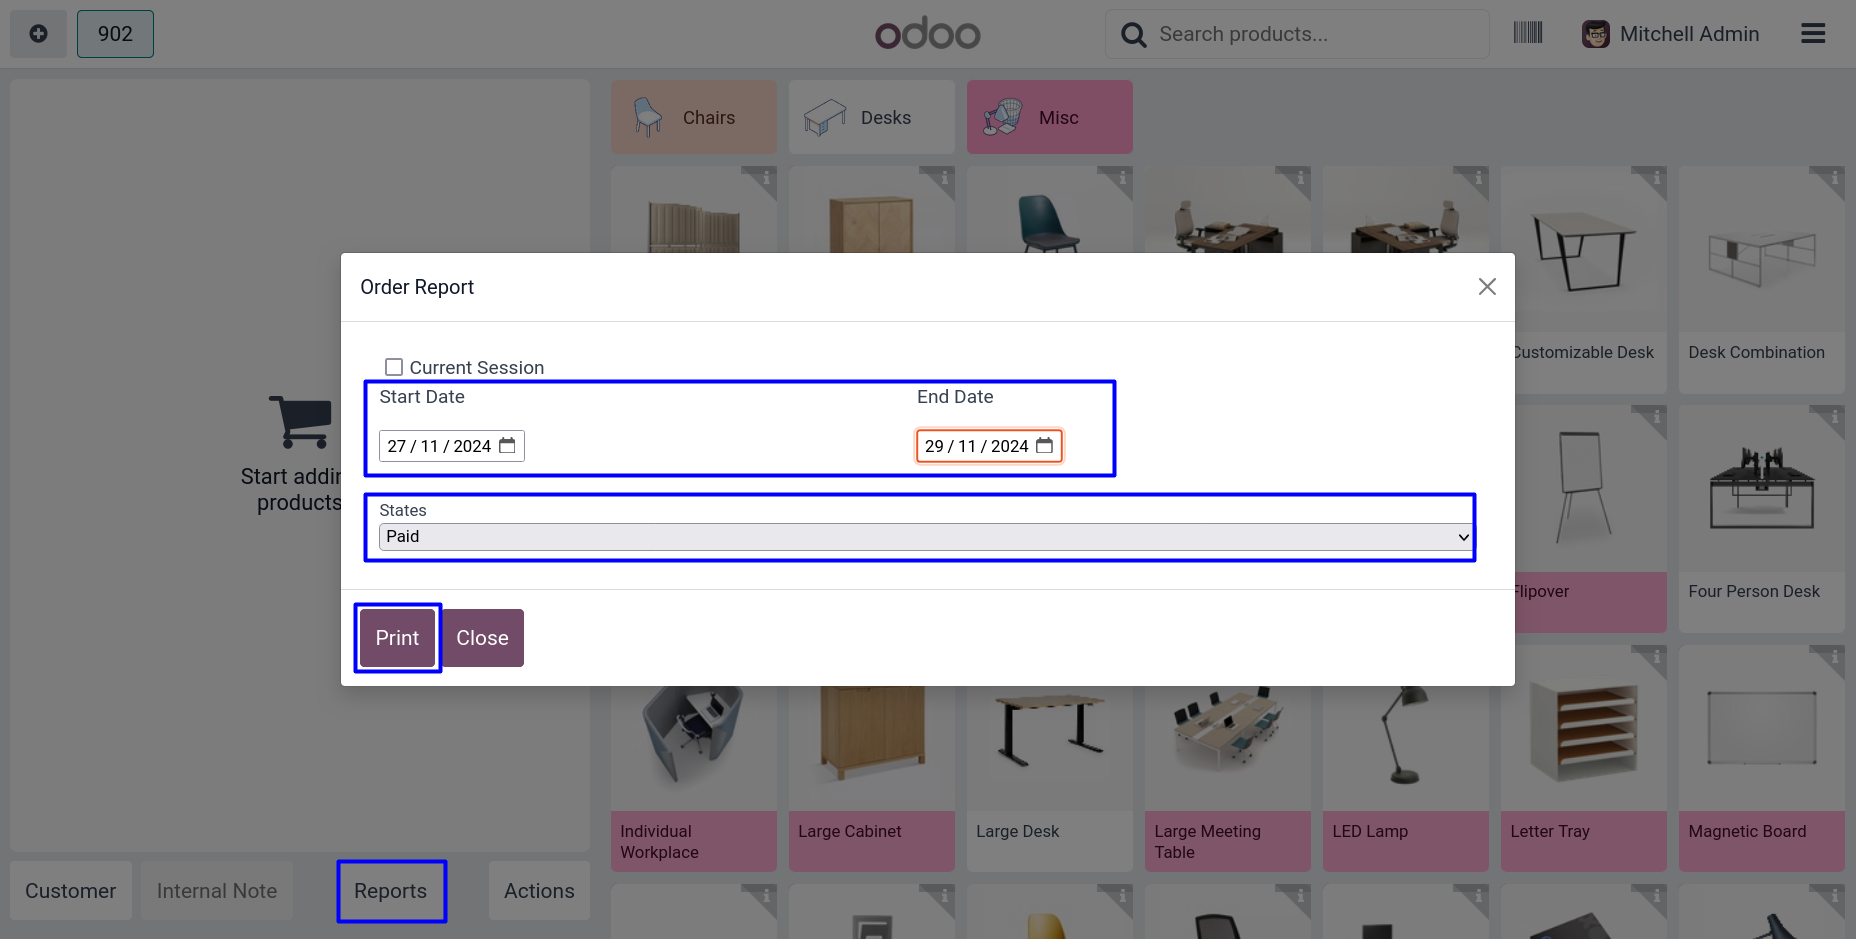 902
odoo
Search products...
Mitchell Admin
Chairs
Desks
Misc
Order Report
Current Session
Start Date
End Date
27 / 11 / 2024
29 / 11 / 2024
States
Paid
Print
Close
Start addin
products
Customizable Desk
Desk Combination
Flipover
Four Person Desk
Individual
Workplace
Large Cabinet
Large Desk
Large Meeting
Table
LED Lamp
Letter Tray
Magnetic Board
Customer
Internal Note
Reports
Actions